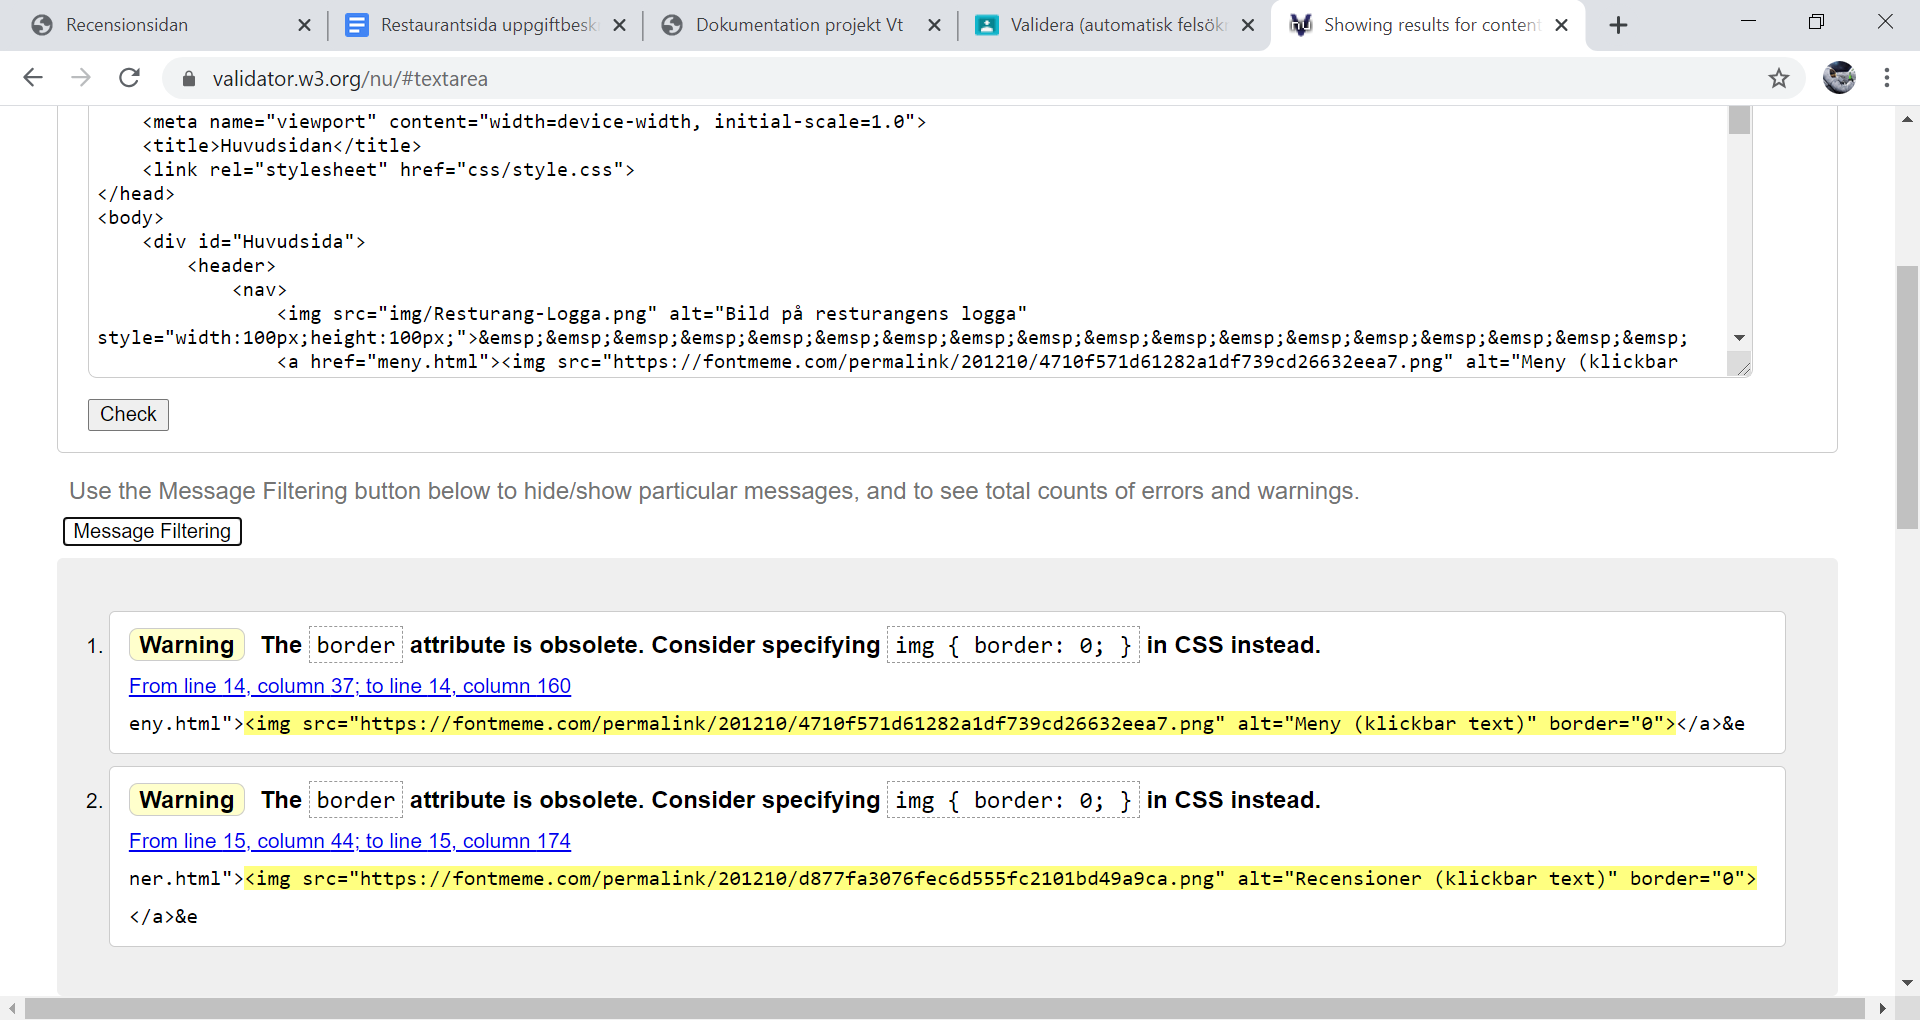 Recensionsidan
Restaurantsida uppgiftbesk
Dokumentation projekt Vt
Validera (automatisk felsökn
Showing results for content
validator.w3.org/nu/#textarea
<meta name="viewport" content="width=device-width, initial-scale=1.0">
<title>Huvudsidan</title>
<link rel="stylesheet" href="css/style.css">
</head>
<body>
<div id="Huvudsida">
<header>
<nav>
<img src="img/Resturang-Logga.png" alt="Bild på resturangens logga"
style="width:100px;height:100px;">&emsp;&emsp;&emsp;&emsp;&emsp;&emsp;&emsp;&emsp;&emsp;&emsp;&emsp;&emsp;&emsp;&emsp;&emsp;&emsp;&emsp;&emsp;
<a href="meny.html"><img src="https://fontmeme.com/permalink/201210/4710f571d61282a1df739cd26632eea7.png" alt="Meny (klickbar
Check
Use the Message Filtering button below to hide/show particular messages, and to see total counts of errors and warnings.
Message Filtering
1. Warning The border attribute is obsolete. Consider specifying img { border: 0; } in CSS instead.
From line 14, column 37; to line 14, column 160
eny.html"><img src="https://fontmeme.com/permalink/201210/4710f571d61282a1df739cd26632eea7.png" alt="Meny (klickbar text)" border="0"></a>&e
2. Warning The border attribute is obsolete. Consider specifying img { border: 0; } in CSS instead.
From line 15, column 44; to line 15, column 174
ner.html"><img src="https://fontmeme.com/permalink/201210/d877fa3076fec6d555fc2101bd49a9ca.png" alt="Recensioner (klickbar text)" border="0">
</a>&e